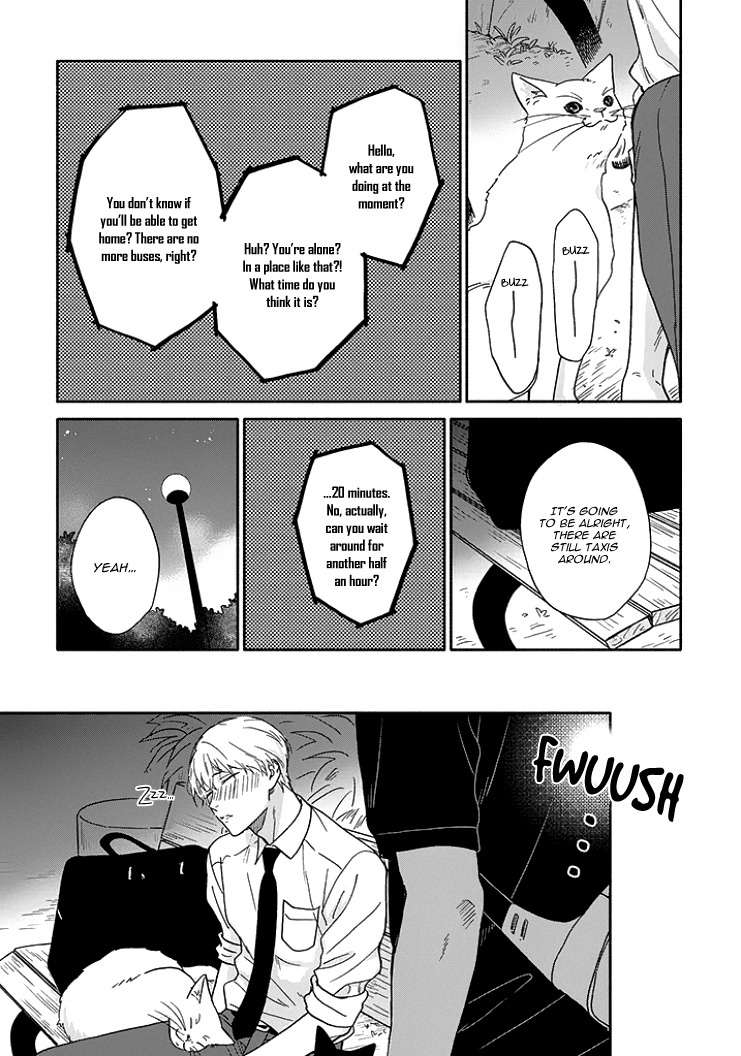 BUZZ
BUZZ
Hello,
what are you
doing at the
moment?
Huh? You're alone?
In a place like that?!
What time do you
think it is?
You don't know if
you'll be able to get
home? There are no
more buses, right?
IT'S GOING
TO BE ALRIGHT,
THERE ARE
STILL TAXIS
AROUND.
...20 minutes.
No, actually,
can you wait
around for
another half
an hour?
YEAH...
FWUUSH
Zzz...